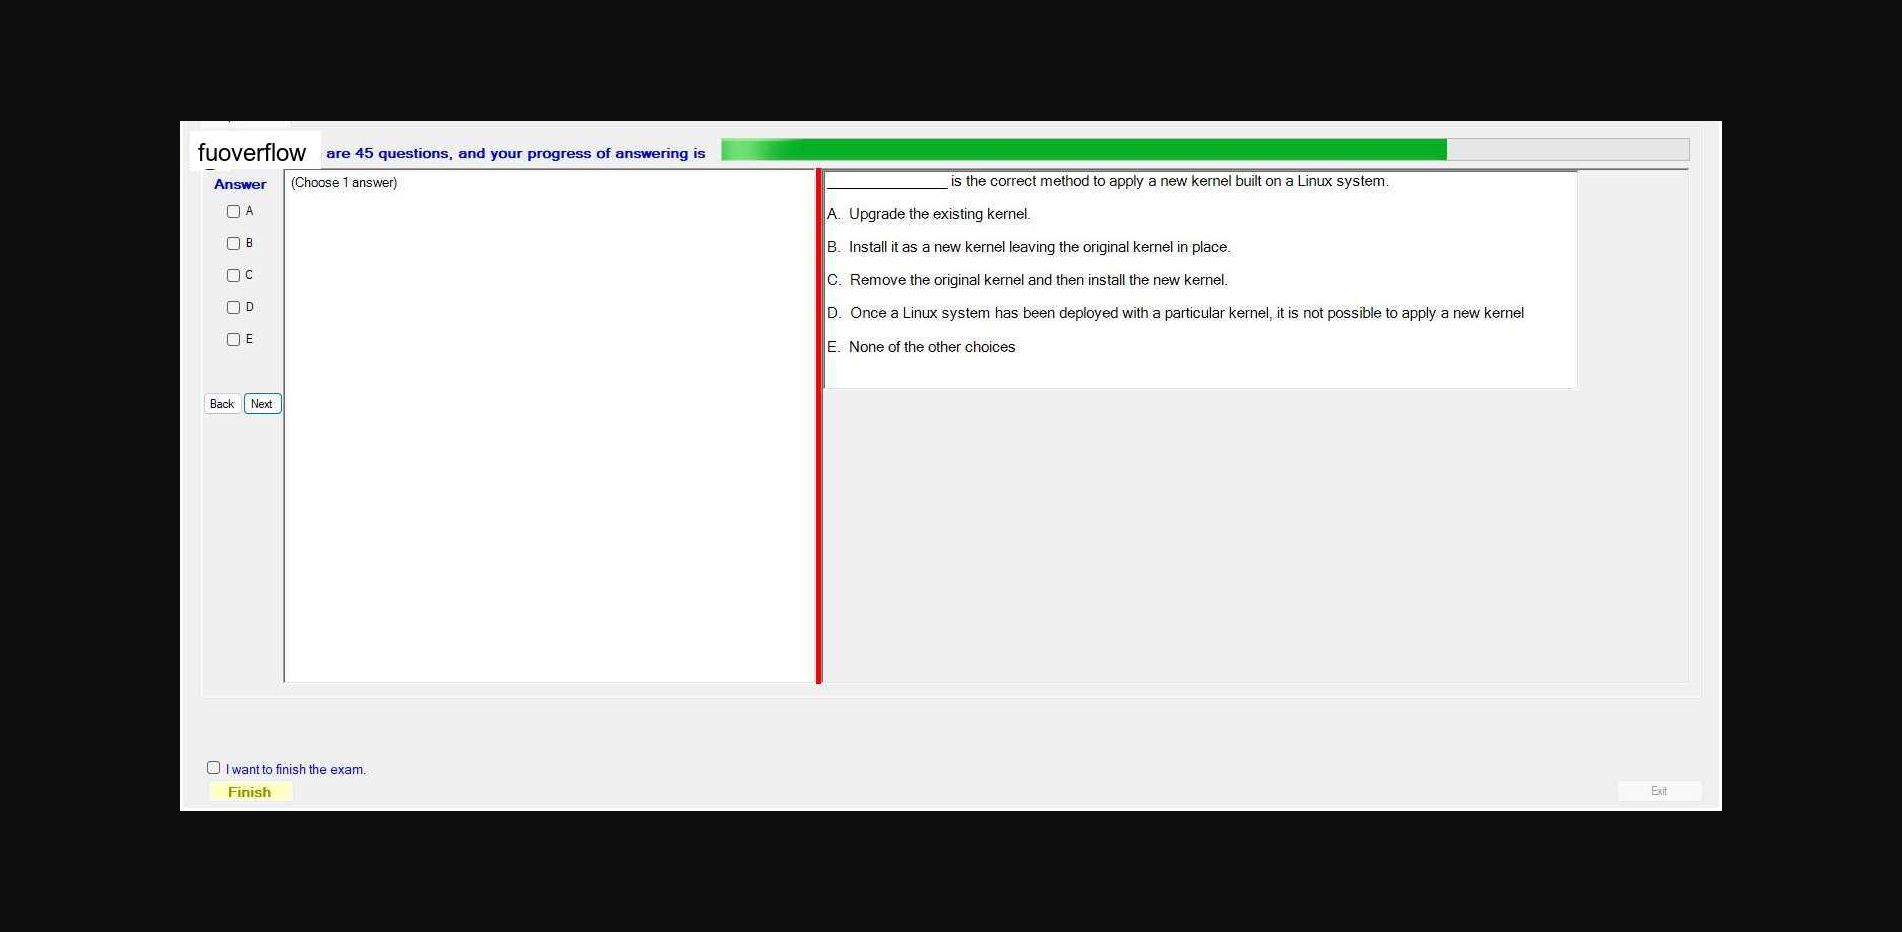 fuoverflow are 45 questions, and your progress of answering is
Answer
(Choose 1 answer)
A
B
C
D
E
Back Next
______________ is the correct method to apply a new kernel built on a Linux system.
A. Upgrade the existing kernel.
B. Install it as a new kernel leaving the original kernel in place.
C. Remove the original kernel and then install the new kernel.
D. Once a Linux system has been deployed with a particular kernel, it is not possible to apply a new kernel
E. None of the other choices
I want to finish the exam.
Finish
Exit